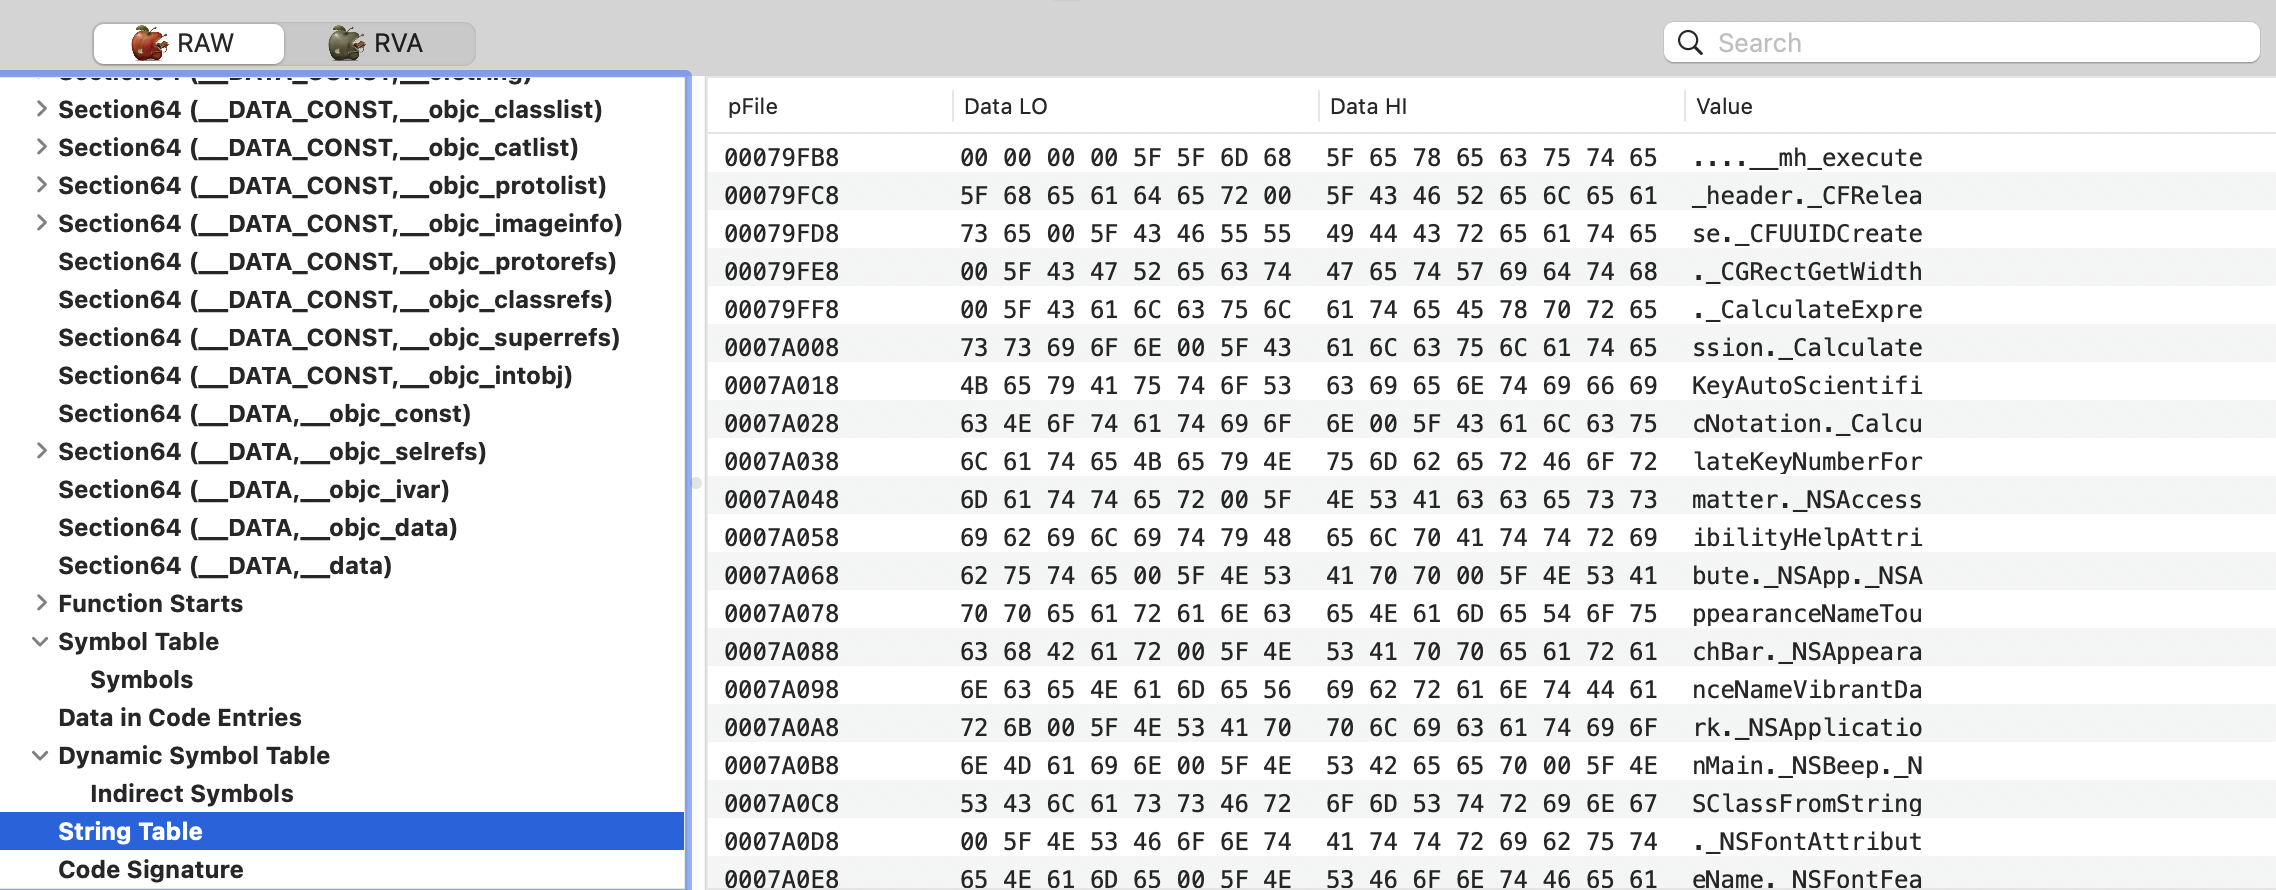 RAW RVA Search
Section64 (__DATA_CONST,__cfstring)
Section64 (__DATA_CONST,__objc_classlist)
Section64 (__DATA_CONST,__objc_catlist)
Section64 (__DATA_CONST,__objc_protolist)
Section64 (__DATA_CONST,__objc_imageinfo)
Section64 (__DATA_CONST,__objc_protorefs)
Section64 (__DATA_CONST,__objc_classrefs)
Section64 (__DATA_CONST,__objc_superrefs)
Section64 (__DATA_CONST,__objc_intobj)
Section64 (__DATA,__objc_const)
Section64 (__DATA,__objc_selrefs)
Section64 (__DATA,__objc_ivar)
Section64 (__DATA,__objc_data)
Section64 (__DATA,__data)
Function Starts
Symbol Table
Symbols
Data in Code Entries
Dynamic Symbol Table
Indirect Symbols
String Table
Code Signature
pFile Data LO Data HI Value
00079FB8 00 00 00 00 5F 5F 6D 68 5F 65 78 65 63 75 74 65 ....__mh_execute
00079FC8 5F 68 65 61 64 65 72 00 5F 43 46 52 65 6C 65 61 _header._CFRelea
00079FD8 73 65 00 5F 43 46 55 55 49 44 43 72 65 61 74 65 se._CFUUIDCreate
00079FE8 00 5F 43 47 52 65 63 74 47 65 74 57 69 64 74 68 ._CGRectGetWidth
00079FF8 00 5F 43 61 6C 63 75 6C 61 74 65 45 78 70 72 65 ._CalculateExpre
0007A008 73 73 69 6F 6E 00 5F 43 61 6C 63 75 6C 61 74 65 ssion._Calculate
0007A018 4B 65 79 41 75 74 6F 53 63 69 65 6E 74 69 66 69 KeyAutoScientifi
0007A028 63 4E 6F 74 61 74 69 6F 6E 00 5F 43 61 6C 63 75 cNotation._Calcu
0007A038 6C 61 74 65 4B 65 79 4E 75 6D 62 65 72 46 6F 72 lateKeyNumberFor
0007A048 6D 61 74 74 65 72 00 5F 4E 53 41 63 63 65 73 73 matter._NSAccess
0007A058 69 62 69 6C 69 74 79 48 65 6C 70 41 74 74 72 69 ibilityHelpAttri
0007A068 62 75 74 65 00 5F 4E 53 41 70 70 00 5F 4E 53 41 bute._NSApp._NSA
0007A078 70 70 65 61 72 61 6E 63 65 4E 61 6D 65 54 6F 75 ppearanceNameTou
0007A088 63 68 42 61 72 00 5F 4E 53 41 70 70 65 61 72 61 chBar._NSAppeara
0007A098 6E 63 65 4E 61 6D 65 56 69 62 72 61 6E 74 44 61 nceNameVibrantDa
0007A0A8 72 6B 00 5F 4E 53 41 70 70 6C 69 63 61 74 69 6F rk._NSApplicatio
0007A0B8 6E 4D 61 69 6E 00 5F 4E 53 42 65 65 70 00 5F 4E nMain._NSBeep._N
0007A0C8 53 43 6C 61 73 73 46 72 6F 6D 53 74 72 69 6E 67 SClassFromString
0007A0D8 00 5F 4E 53 46 6F 6E 74 41 74 74 72 69 62 75 74 ._NSFontAttribut
0007A0E8 65 4E 61 6D 65 00 5F 4E 53 46 6F 6E 74 46 65 61 eName._NSFontFea